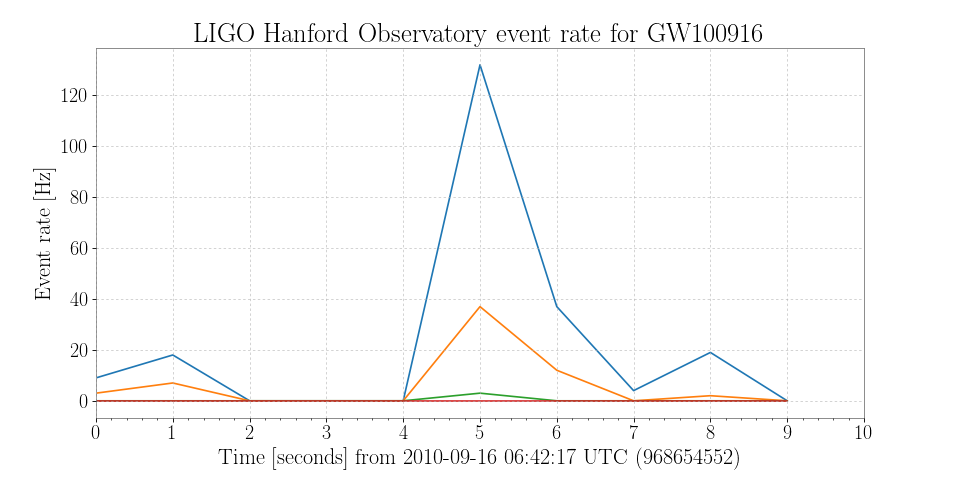 LIGO Hanford Observatory event rate for GW100916
Event rate [Hz]
120
100
80
60
40
20
0
0 1 2 3 4 5 6 7 8 9 10
Time [seconds] from 2010-09-16 06:42:17 UTC (968654552)